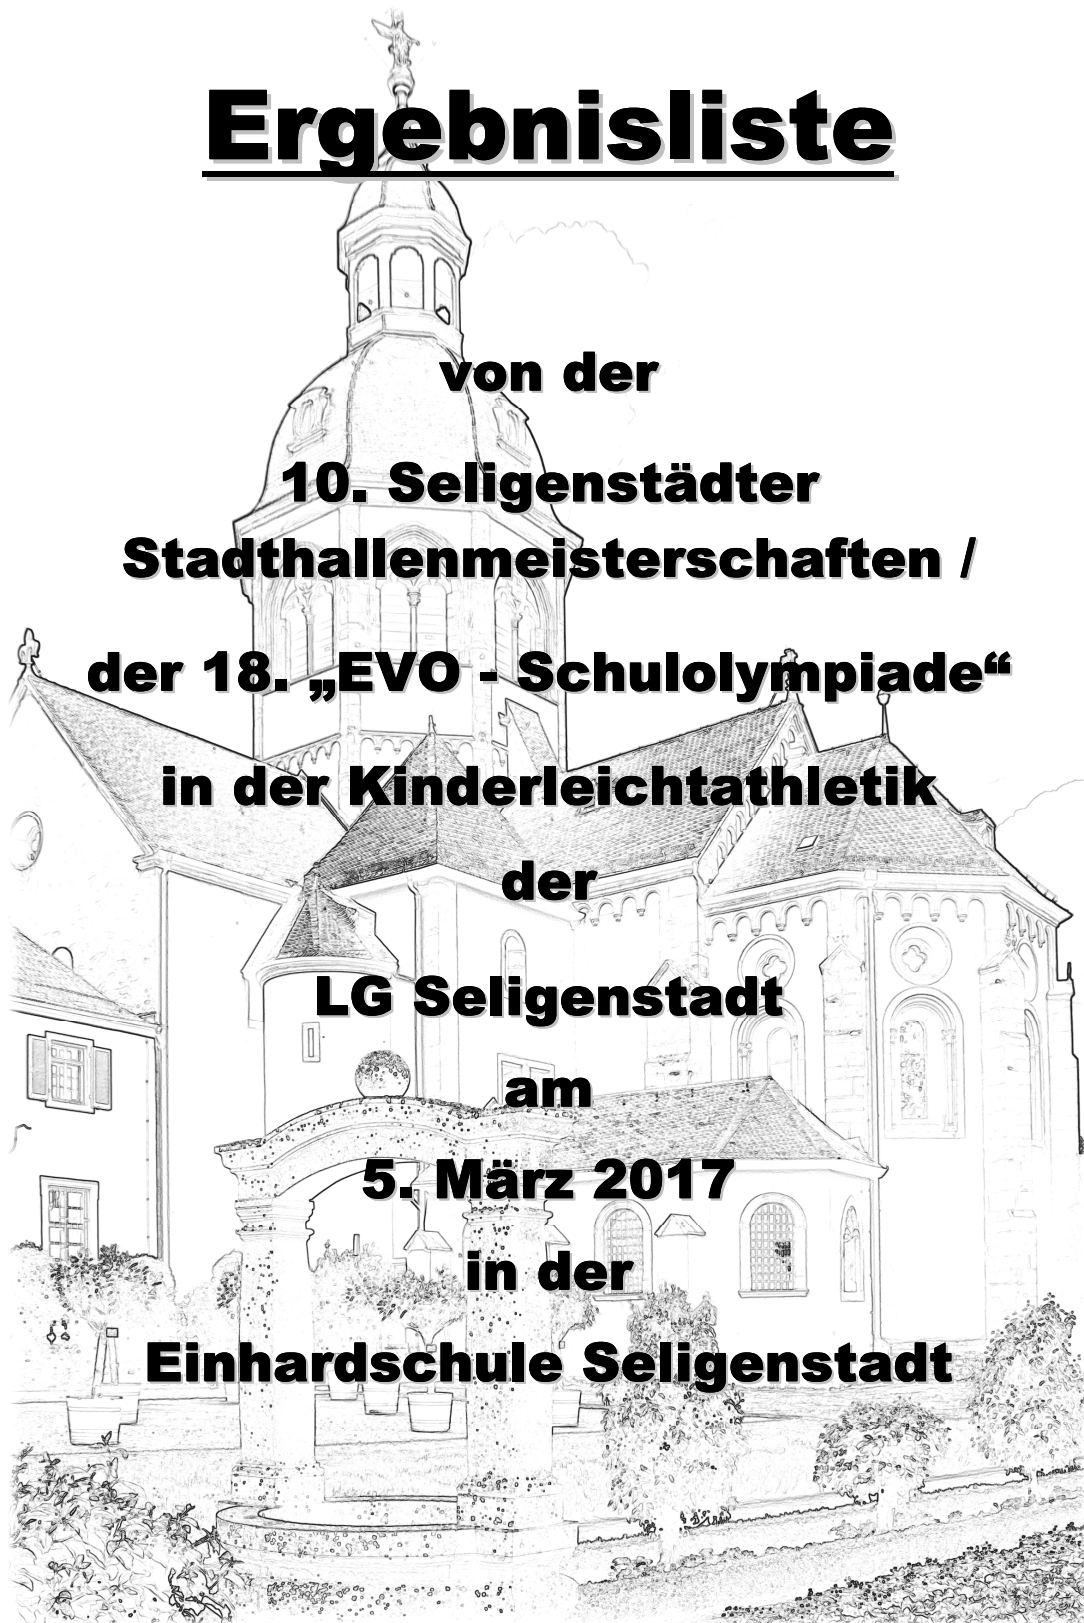 Ergebnisliste
von der
10. Seligenstädter
Stadthallenmeisterschaften /
der 18. „EVO - Schulolympiade“
in der Kinderleichtathletik
der
LG Seligenstadt
am
5. März 2017
in der
Einhardschule Seligenstadt